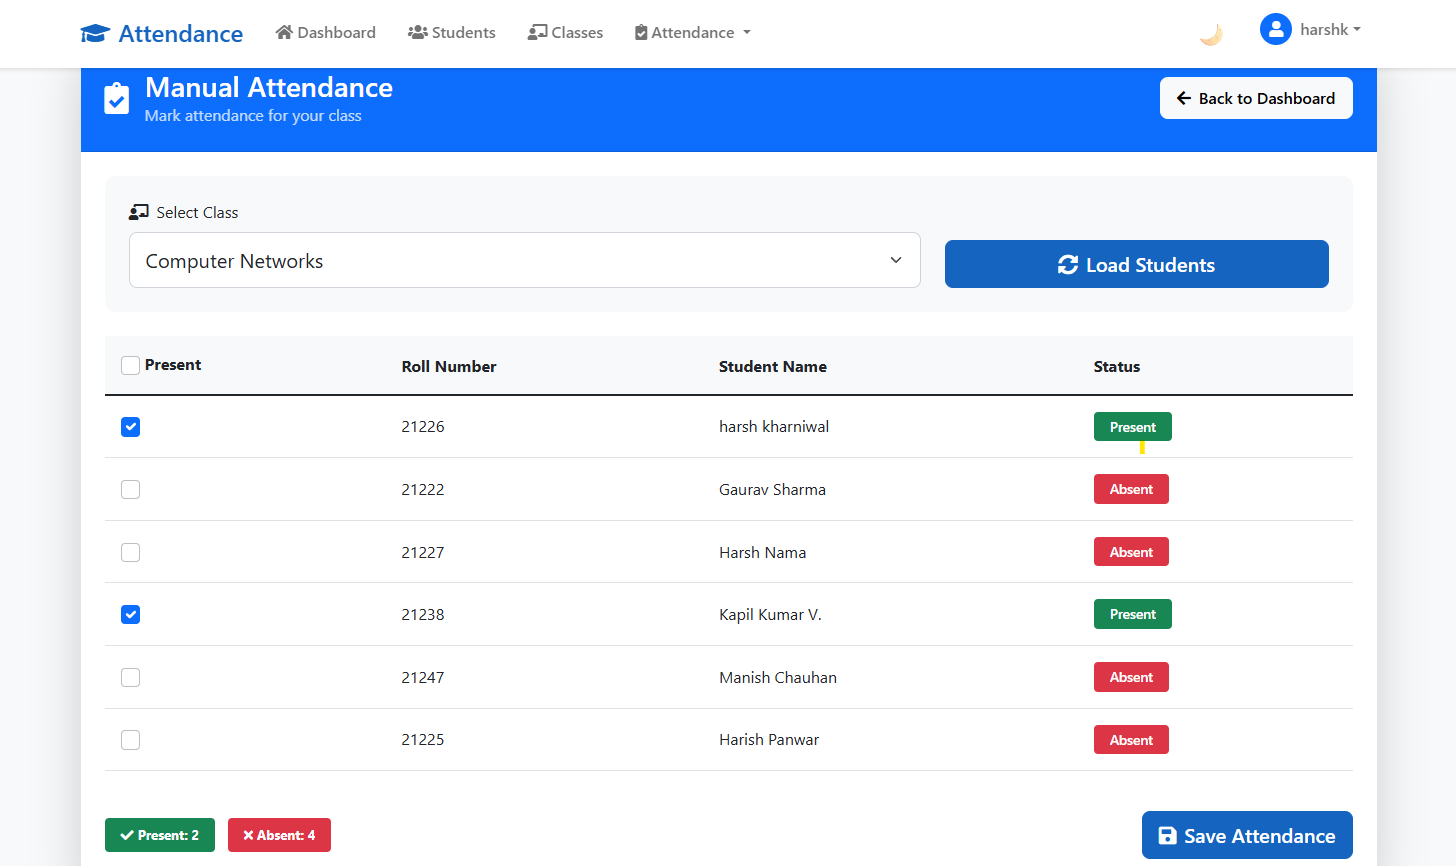 Attendance Dashboard Students Classes Attendance harshk
Manual Attendance
Mark attendance for your class
Back to Dashboard
Select Class
Computer Networks
Load Students
Present Roll Number Student Name Status
21226 harsh kharniwal Present
21222 Gaurav Sharma Absent
21227 Harsh Nama Absent
21238 Kapil Kumar V. Present
21247 Manish Chauhan Absent
21225 Harish Panwar Absent
Present: 2 Absent: 4 Save Attendance